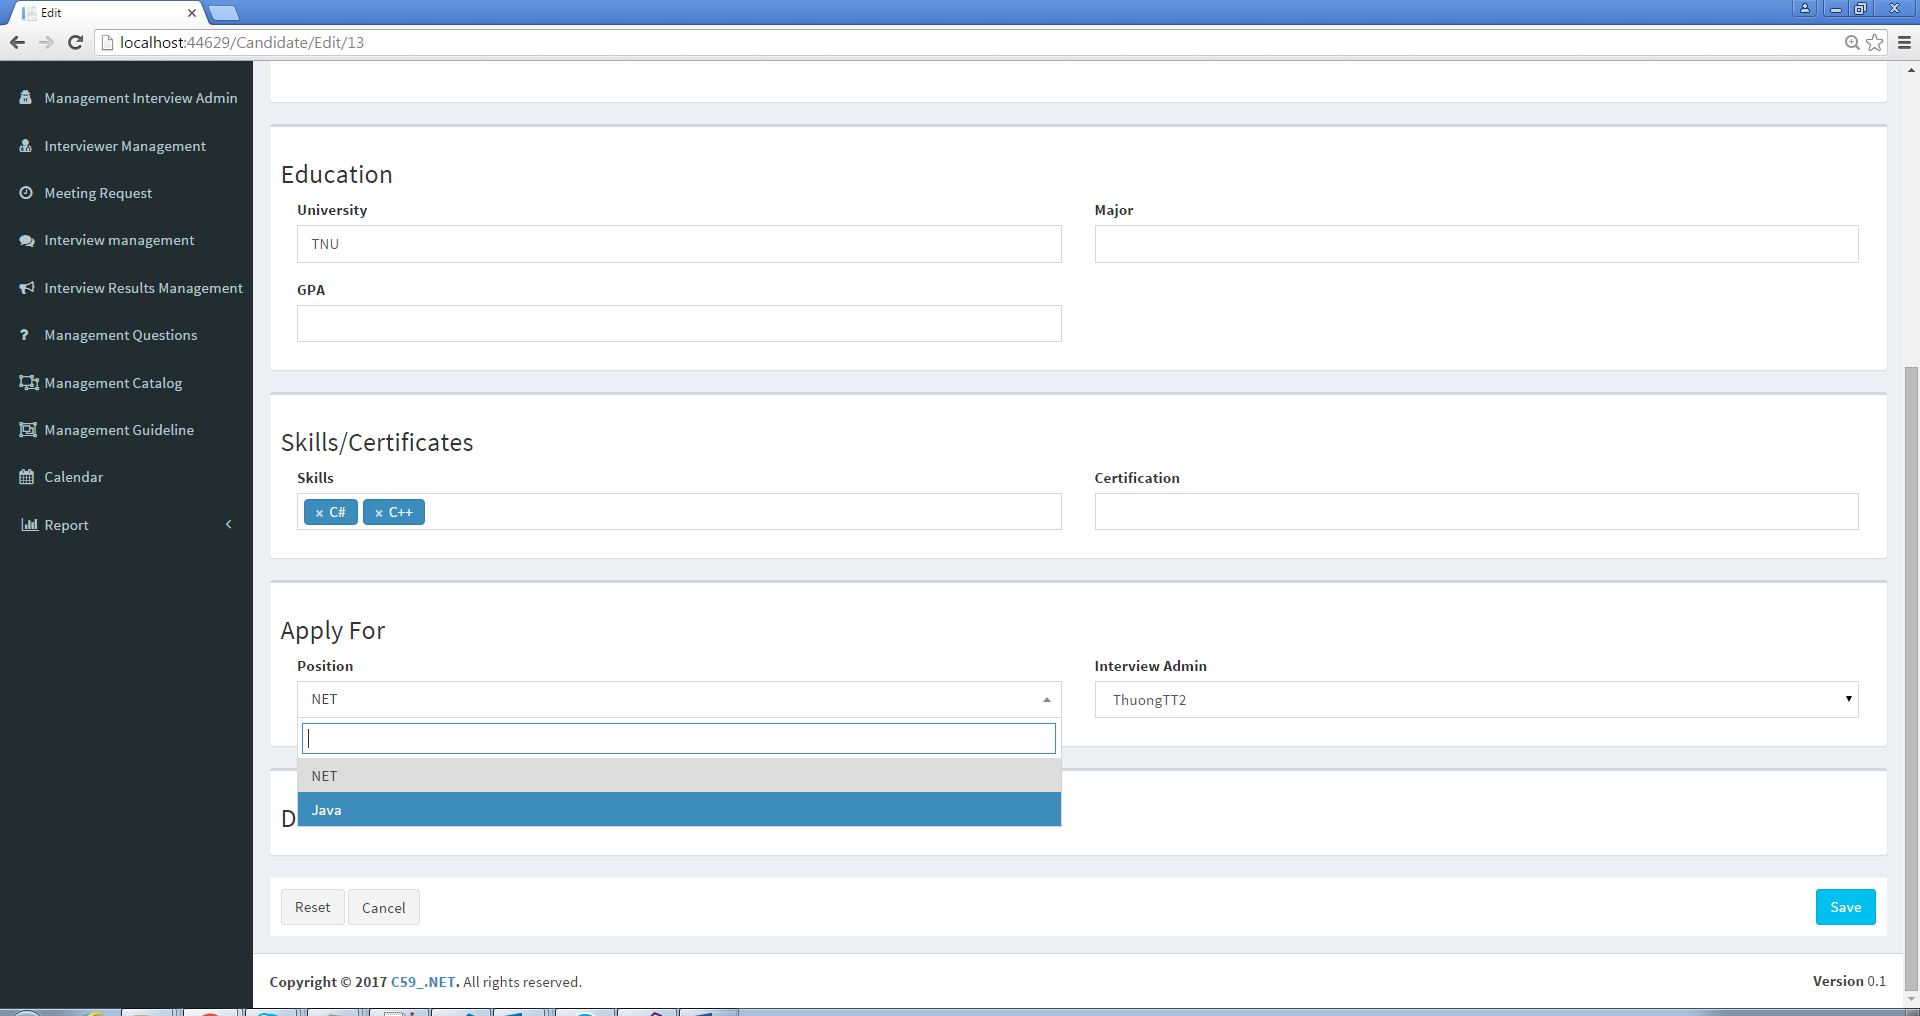 Edit
localhost:44629/Candidate/Edit/13
Management Interview Admin
Interviewer Management
Meeting Request
Interview management
Interview Results Management
Management Questions
Management Catalog
Management Guideline
Calendar
Report
Education
University
Major
TNU
GPA
Skills/Certificates
Skills
Certification
× C# × C++
Apply For
Position
Interview Admin
NET
ThuongTT2
NET
Java
D
Reset
Cancel
Save
Copyright © 2017 C59_.NET. All rights reserved.
Version 0.1